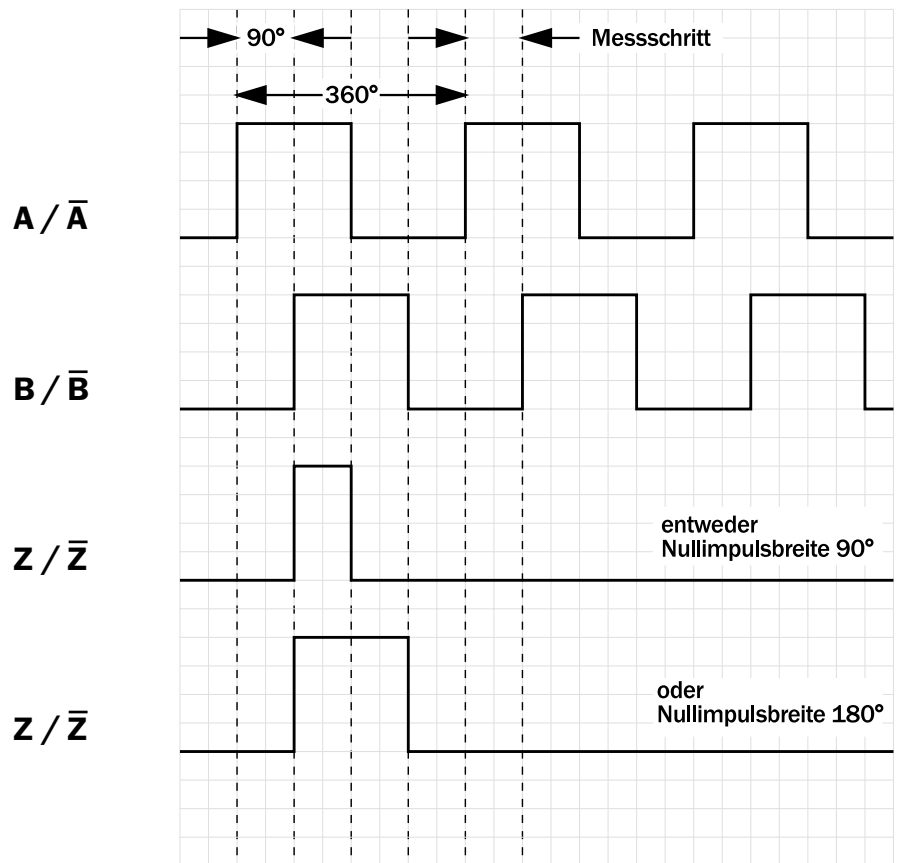 90°
Messschritt
360°
A / A̅
B / B̅
Z / Z̅
entweder
Nullimpulsbreite 90°
Z / Z̅
oder
Nullimpulsbreite 180°